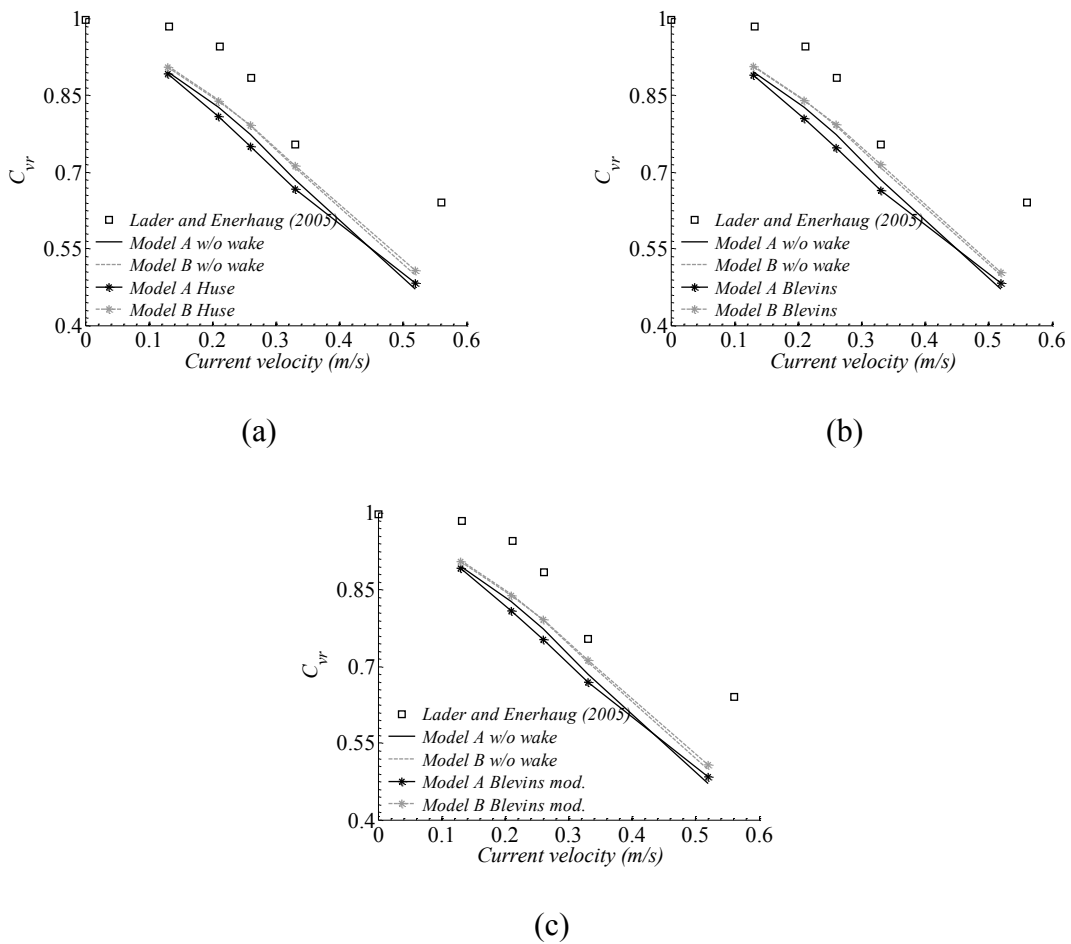 1
0.85
0.7
0.55
0.4
C_vr
Lader and Enerhaug (2005)
Model A w/o wake
Model B w/o wake
Model A Huse
Model B Huse
0 0.1 0.2 0.3 0.4 0.5 0.6
Current velocity (m/s)
(a)
1
0.85
0.7
0.55
0.4
C_vr
Lader and Enerhaug (2005)
Model A w/o wake
Model B w/o wake
Model A Blevins
Model B Blevins
0 0.1 0.2 0.3 0.4 0.5 0.6
Current velocity (m/s)
(b)
1
0.85
0.7
0.55
0.4
C_vr
Lader and Enerhaug (2005)
Model A w/o wake
Model B w/o wake
Model A Blevins mod.
Model B Blevins mod.
0 0.1 0.2 0.3 0.4 0.5 0.6
Current velocity (m/s)
(c)